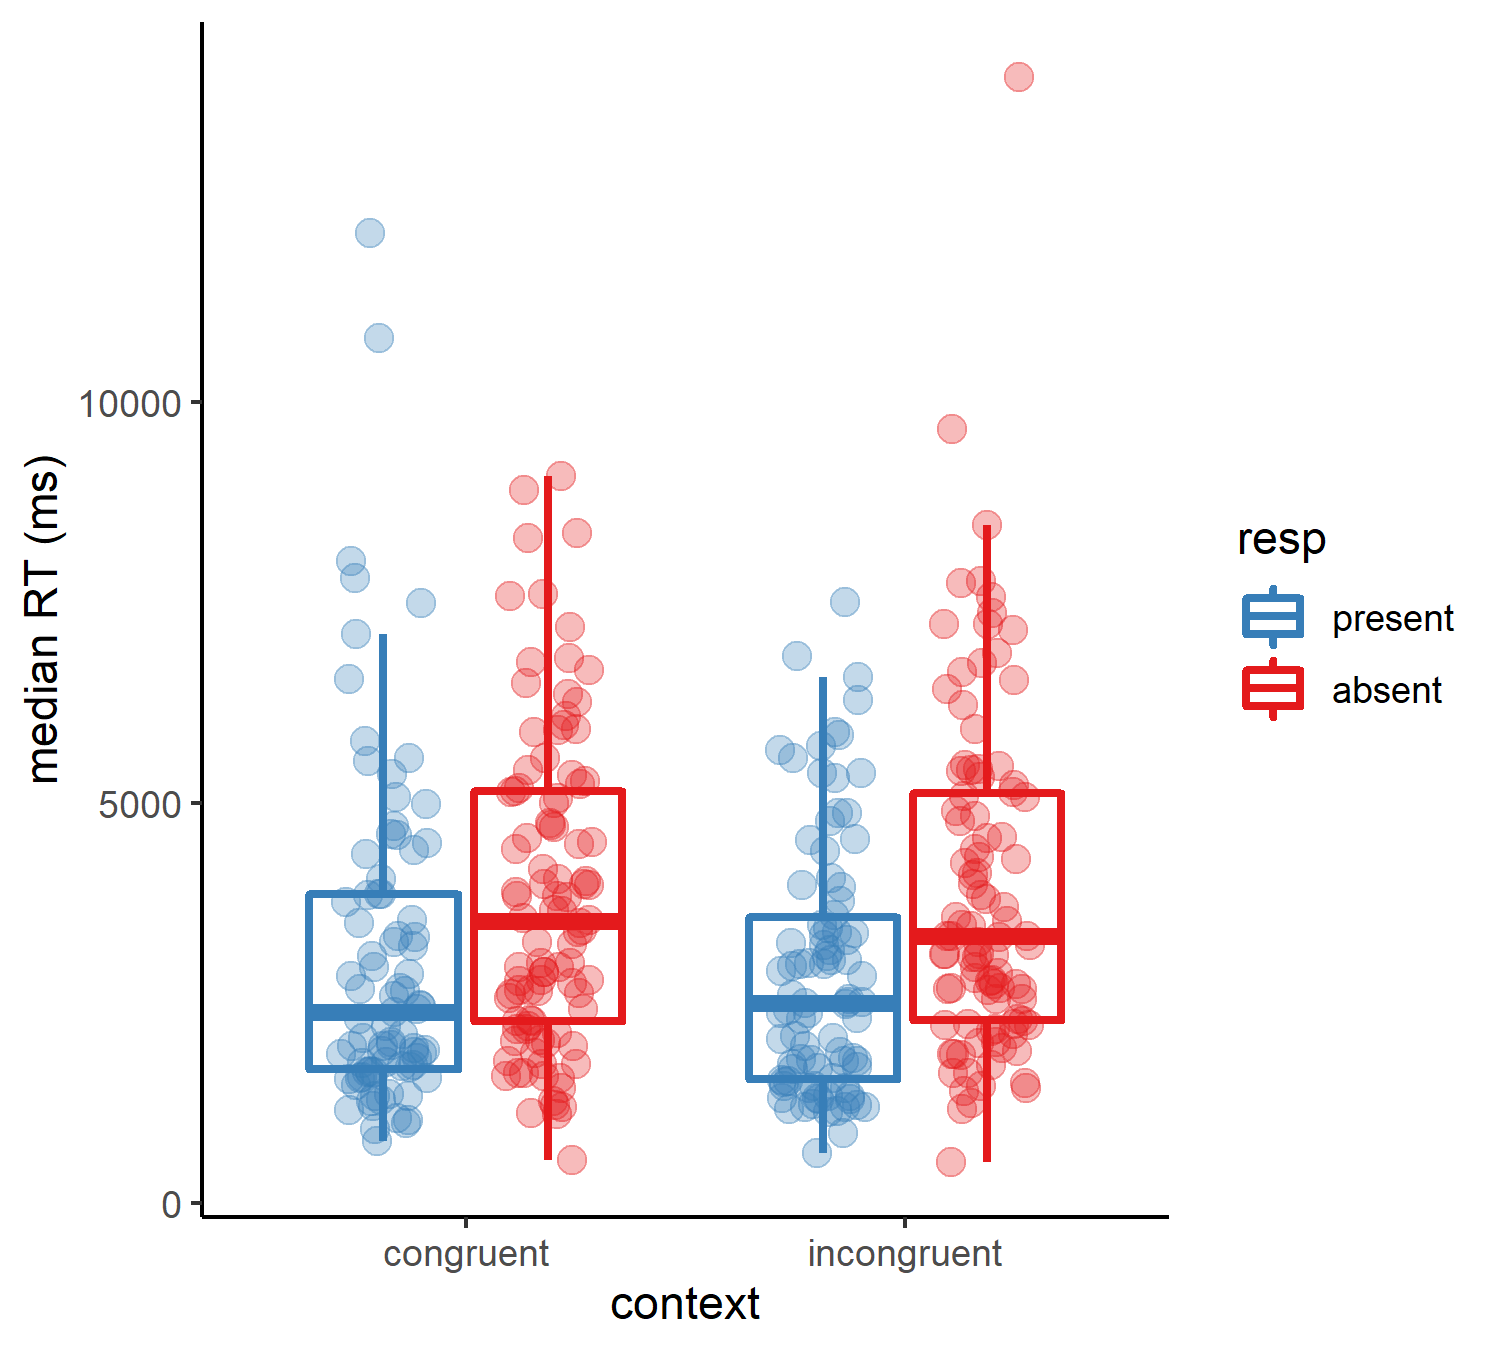 median RT (ms)
10000
5000
0
congruent
incongruent
context
resp
present
absent